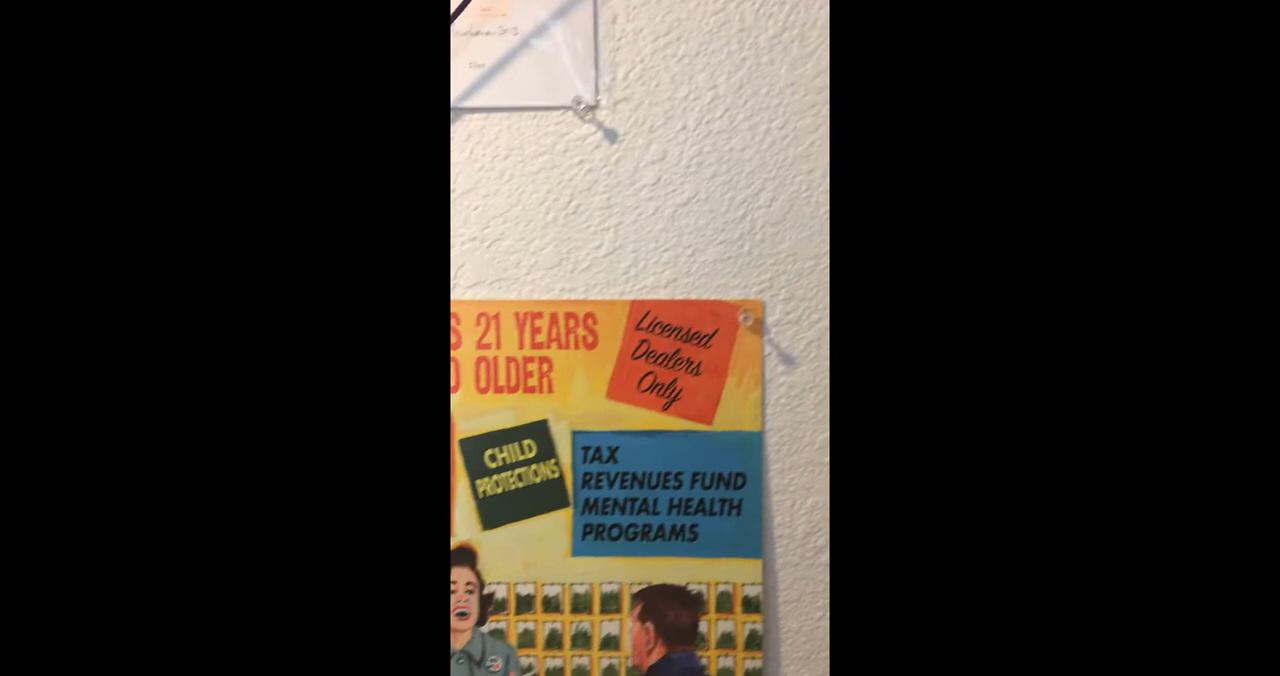 S 21 YEARS
OLDER
Licensed
Dealers
Only
CHILD
PROTECTIONS
TAX
REVENUES FUND
MENTAL HEALTH
PROGRAMS